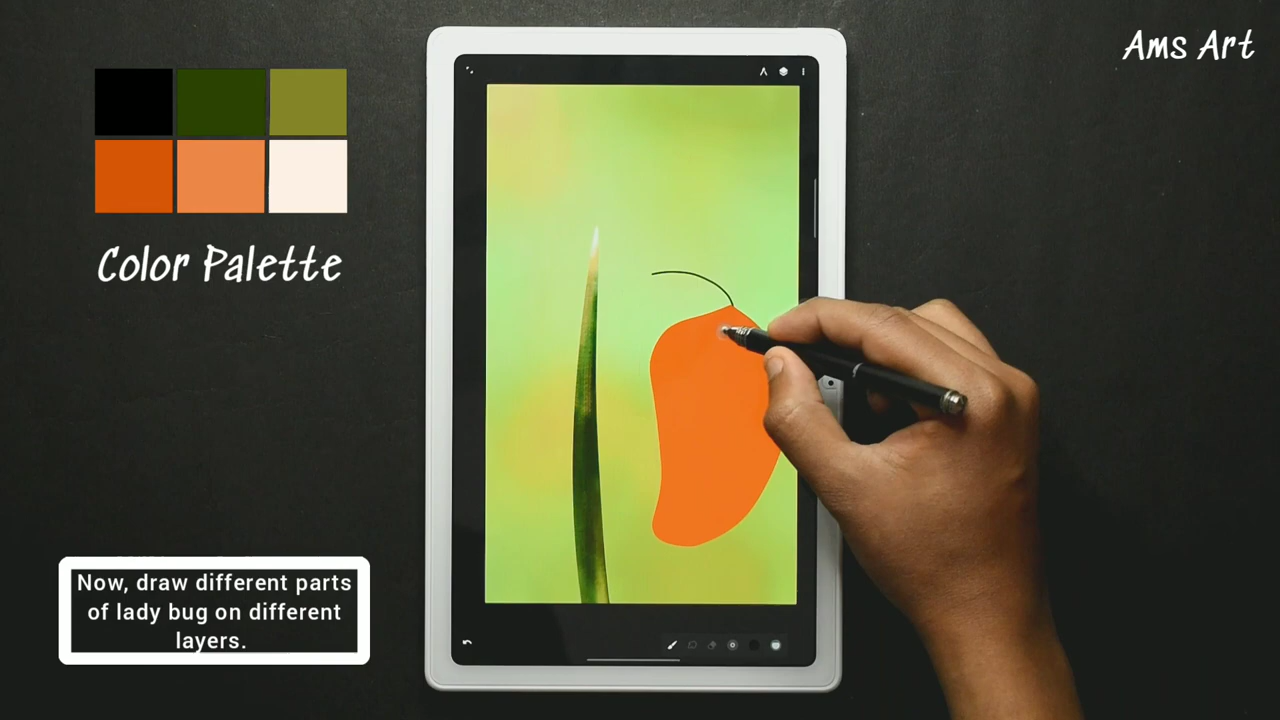 Ams Art
Color Palette
Now, draw different parts
of lady bug on different
layers.